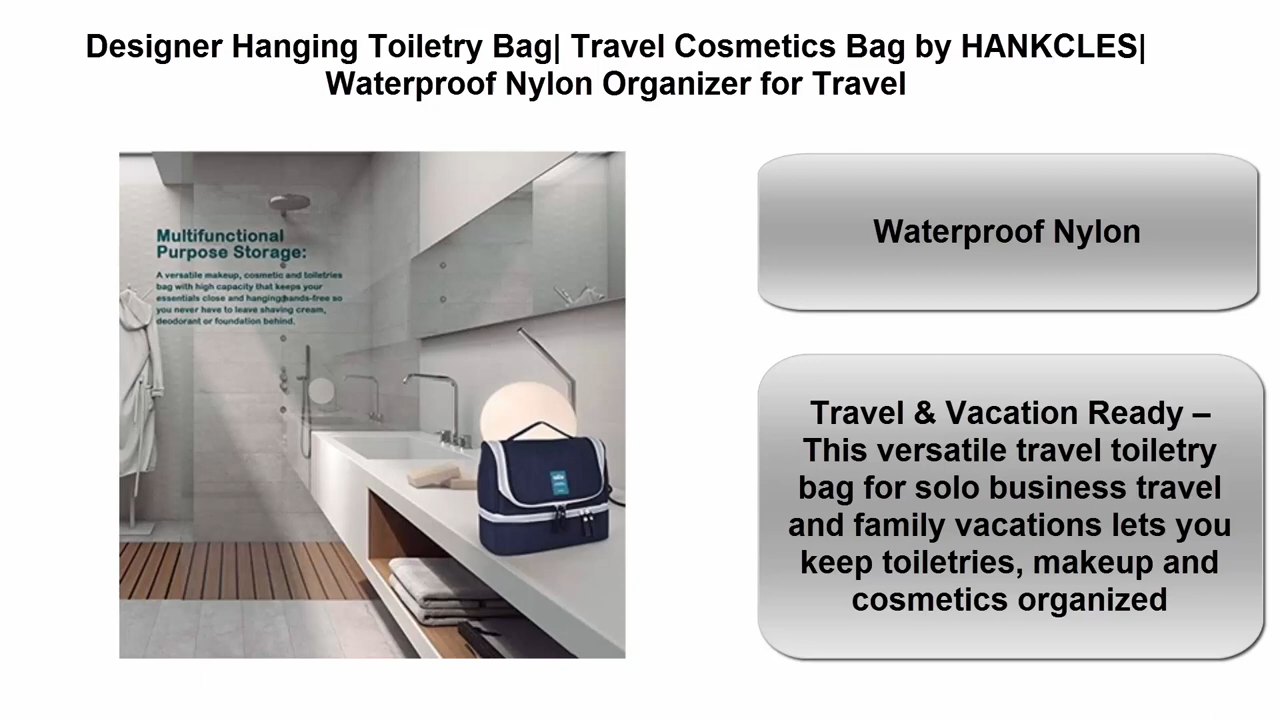 Designer Hanging Toiletry Bag| Travel Cosmetics Bag by HANKCLES|
Waterproof Nylon Organizer for Travel
Multifunctional
Purpose Storage:
A versatile makeup, cosmetic and toiletries
bag with high capacity that keeps your
essentials close and hanging hands-free so
you never have to leave shaving cream,
deodorant or foundation behind.
Waterproof Nylon
Travel & Vacation Ready –
This versatile travel toiletry
bag for solo business travel
and family vacations lets you
keep toiletries, makeup and
cosmetics organized